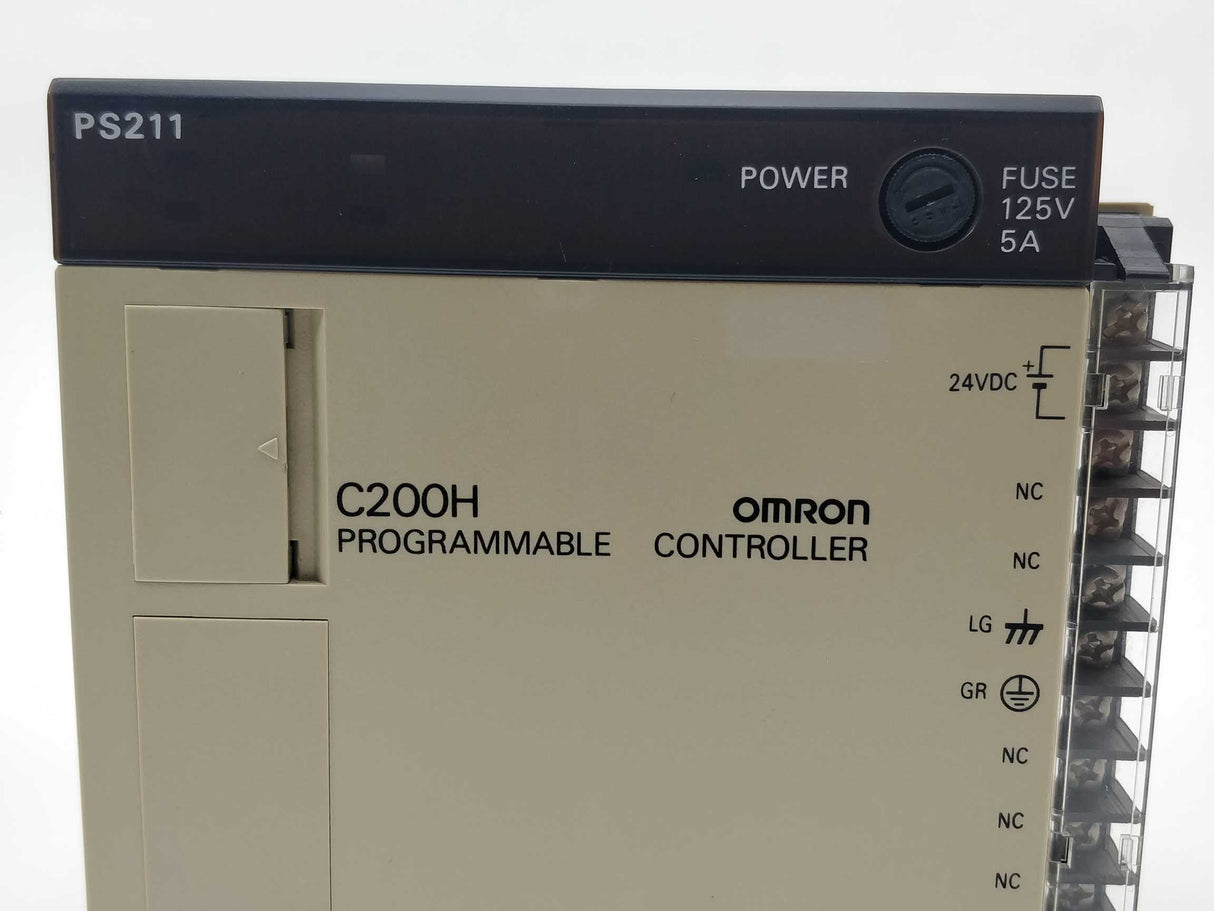 PS211
POWER
FUSE
125V
5A
24VDC
+
C200H
OMRON
PROGRAMMABLE CONTROLLER
NC
NC
LG
GR
NC
NC
NC